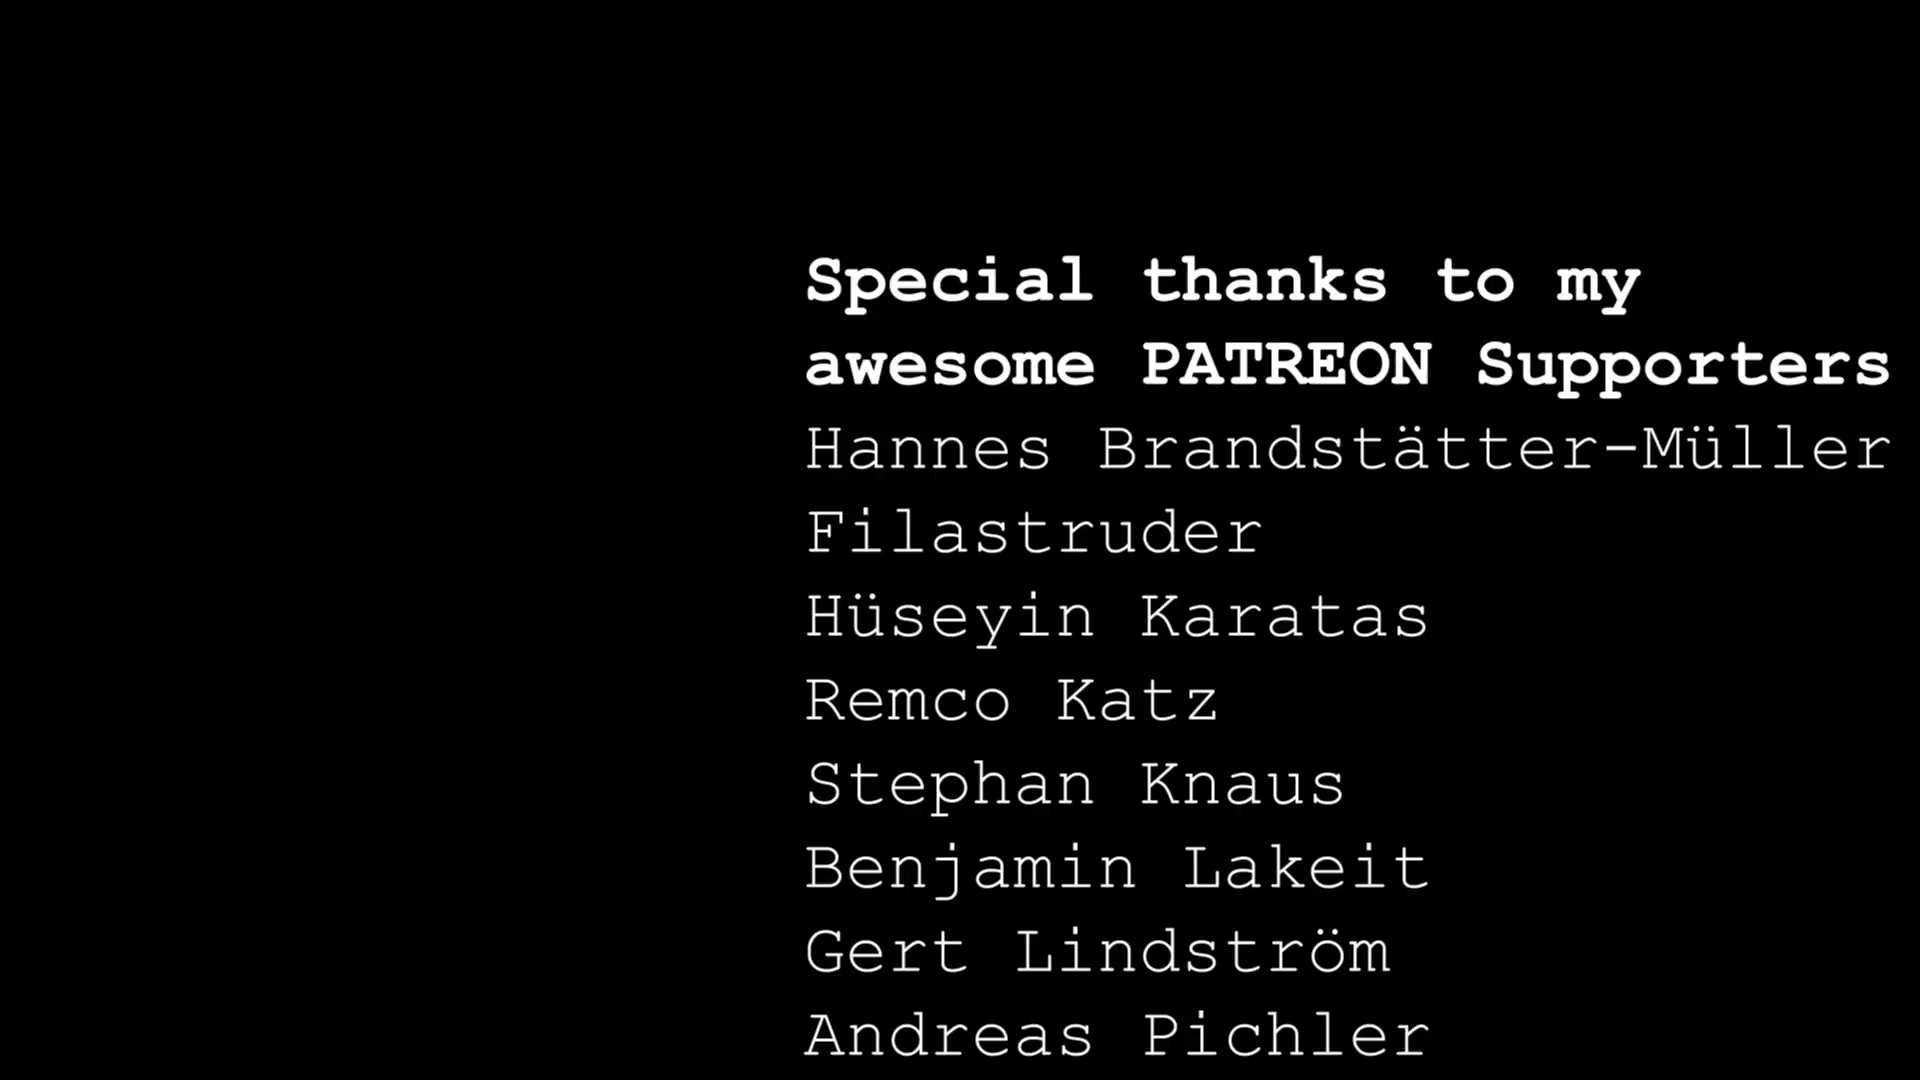 Special thanks to my
awesome PATREON Supporters
Hannes Brandstätter-Müller
Filastruder
Hüseyin Karatas
Remco Katz
Stephan Knaus
Benjamin Lakeit
Gert Lindström
Andreas Pichler